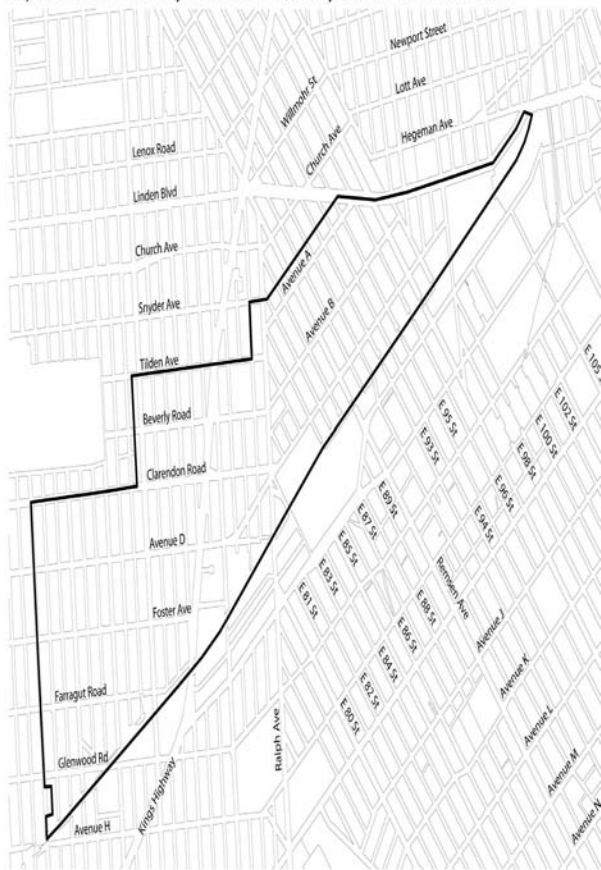 Newport Street
Willmohr St
Lott Ave
Lenox Road
Church Ave
Hegeman Ave
Linden Blvd
Church Ave
Snyder Ave
Avenue A
Avenue B
Tilden Ave
Beverly Road
Clarendon Road
E 105
E 95 St
E 102 St
E 93 St
E 100 St
E 98 St
E 89 St
E 96 St
Avenue D
E 87 St
E 94 St
E 85 St
E 83 St
Remsen Ave
E 81 St
E 88 St
Foster Ave
E 86 St
Avenue J
E 84 St
E 82 St
Avenue K
Farragut Road
E 80 St
Avenue L
Ralph Ave
Glenwood Rd
Avenue M
Kings Highway
Avenue H
Avenue N